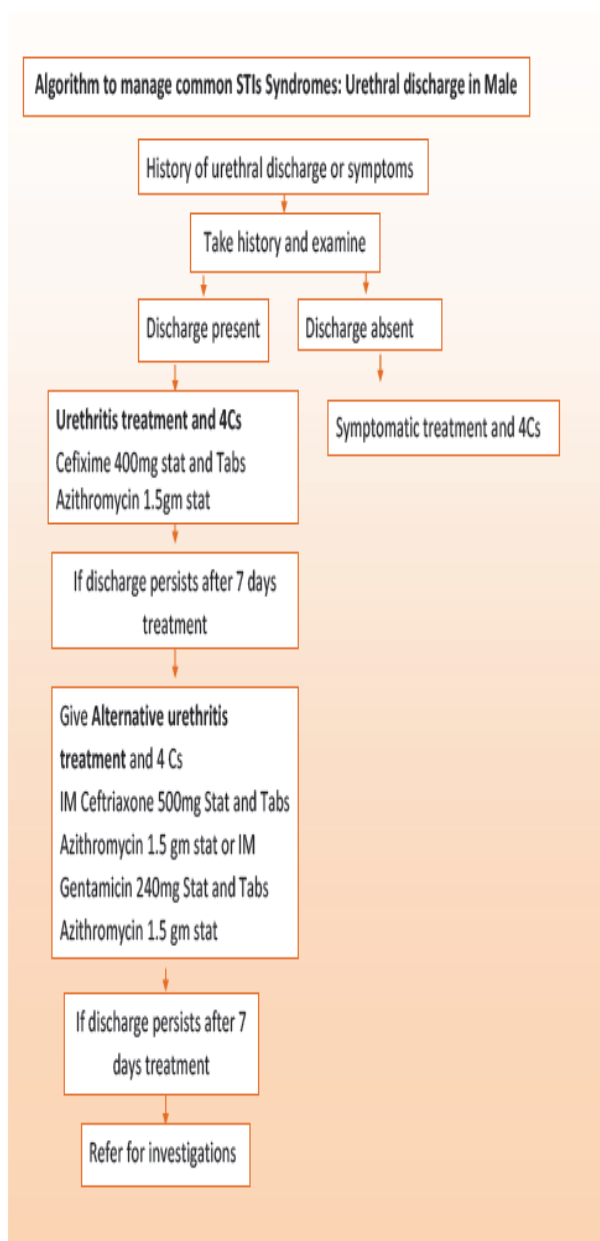 Algorithm to manage common STIs Syndromes: Urethral discharge in Male
History of urethral discharge or symptoms
Take history and examine
Discharge present
Discharge absent
Urethritis treatment and 4Cs
Cefixime 400mg stat and Tabs
Azithromycin 1.5gm stat
Symptomatic treatment and 4Cs
If discharge persists after 7 days
treatment
Give Alternative urethritis
treatment and 4 Cs
IM Ceftriaxone 500mg Stat and Tabs
Azithromycin 1.5 gm stat or IM
Gentamicin 240mg Stat and Tabs
Azithromycin 1.5 gm stat
If discharge persists after 7
days treatment
Refer for investigations